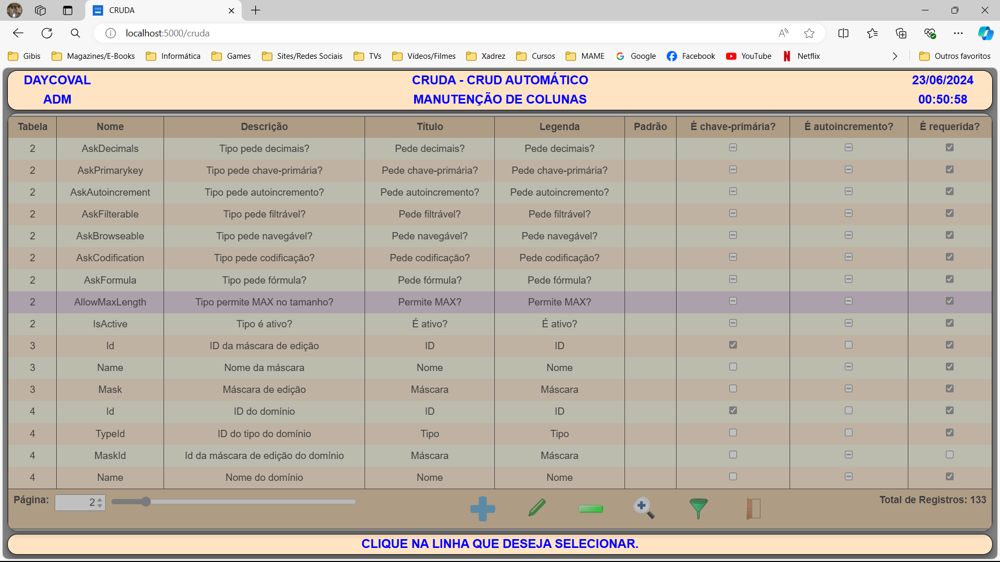 CRUDA
localhost:5000/cruda
Gibis Magazines/E-Books Informática Games Sites/Redes Sociais TVs Vídeos/Filmes Xadrez Cursos MAME Google Facebook YouTube Netflix Outros favoritos
DAYCOVAL CRUDA - CRUD AUTOMÁTICO 23/06/2024
ADM MANUTENÇÃO DE COLUNAS 00:50:58
Tabela Nome Descrição Título Legenda Padrão É chave-primária? É autoincremento? É requerida?
2 AskDecimals Tipo pede decimais? Pede decimais? Pede decimais?
2 AskPrimarykey Tipo pede chave-primária? Pede chave-primária? Pede chave-primária?
2 AskAutoincrement Tipo pede autoincremento? Pede autoincremento? Pede autoincremento?
2 AskFilterable Tipo pede filtrável? Pede filtrável? Pede filtrável?
2 AskBrowseable Tipo pede navegável? Pede navegável? Pede navegável?
2 AskCodification Tipo pede codificação? Pede codificação? Pede codificação?
2 AskFormula Tipo pede fórmula? Pede fórmula? Pede fórmula?
2 AllowMaxLength Tipo permite MAX no tamanho? Permite MAX? Permite MAX?
2 IsActive Tipo é ativo? É ativo? É ativo?
3 Id ID da máscara de edição ID ID
3 Name Nome da máscara Nome Nome
3 Mask Máscara de edição Máscara Máscara
4 Id ID do domínio ID ID
4 TypeId ID do tipo do domínio Tipo Tipo
4 MaskId Id da máscara de edição do domínio Máscara Máscara
4 Name Nome do domínio Nome Nome
Página: 2 Total de Registros: 133
CLIQUE NA LINHA QUE DESEJA SELECIONAR.